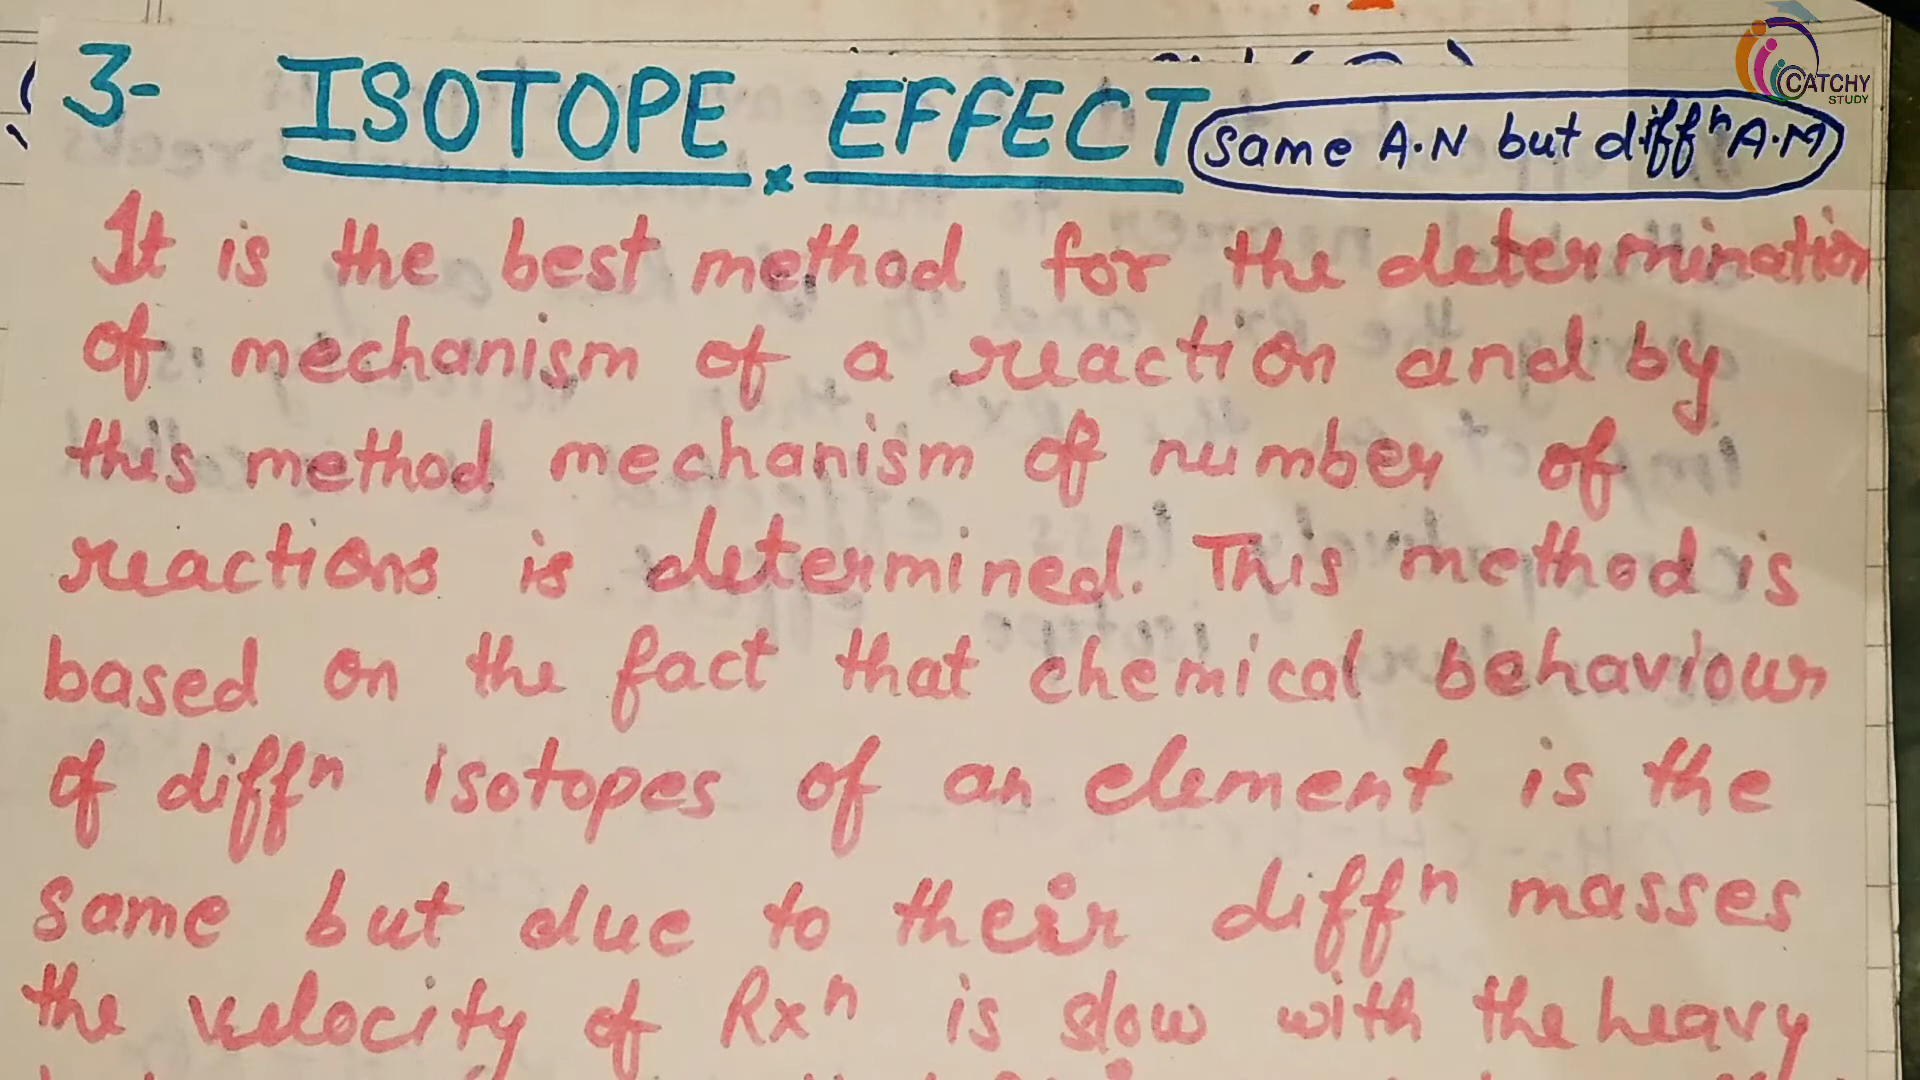 3- ISOTOPE EFFECT
Same A.N but diffⁿ A.M
CATCHY
STUDY
It is the best method for the determination
of mechanism of a reaction and by
this method mechanism of number of
reactions is determined. This method is
based on the fact that chemical behaviour
of diffⁿ isotopes of an element is the
same but due to their diffⁿ masses
the velocity of Rxⁿ is slow with the heavy